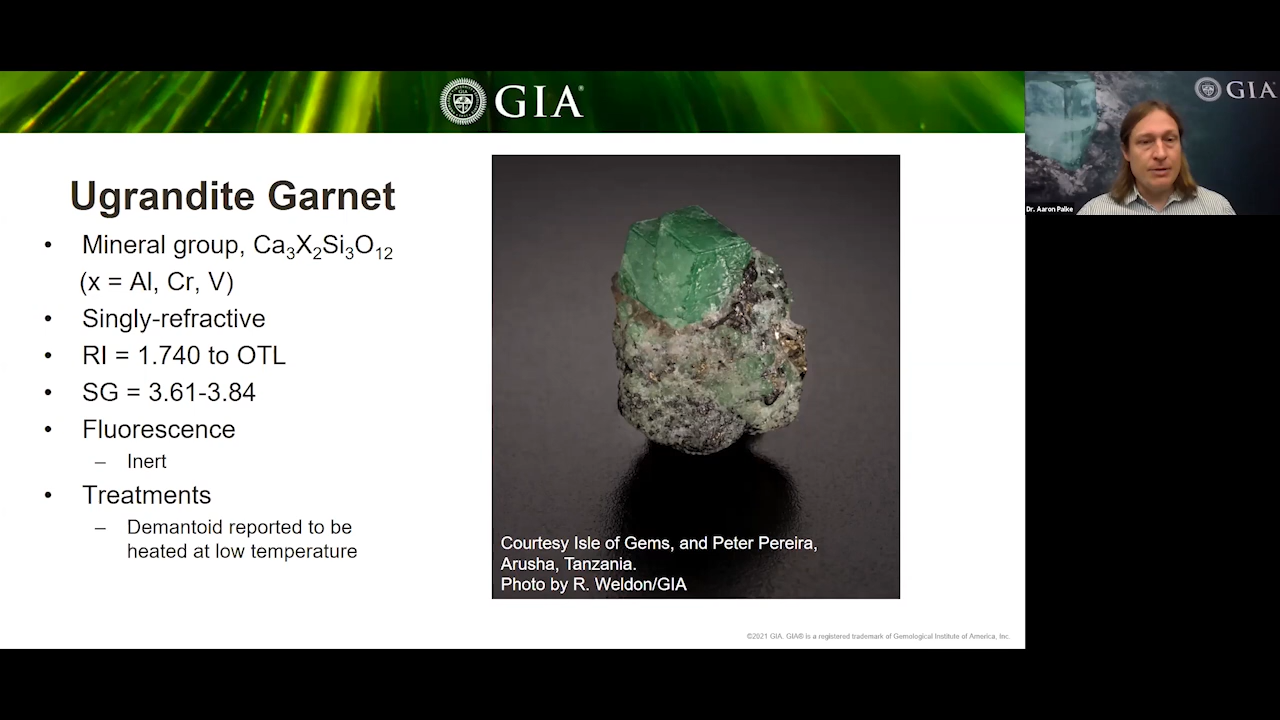 GIA®
GIA
Dr. Aaron Palke
Ugrandite Garnet
• Mineral group, Ca₃X₂Si₃O₁₂
(x = Al, Cr, V)
• Singly-refractive
• RI = 1.740 to OTL
• SG = 3.61-3.84
• Fluorescence
– Inert
• Treatments
– Demantoid reported to be
heated at low temperature
Courtesy Isle of Gems, and Peter Pereira,
Arusha, Tanzania.
Photo by R. Weldon/GIA
©2021 GIA. GIA® is a registered trademark of Gemological Institute of America, Inc.